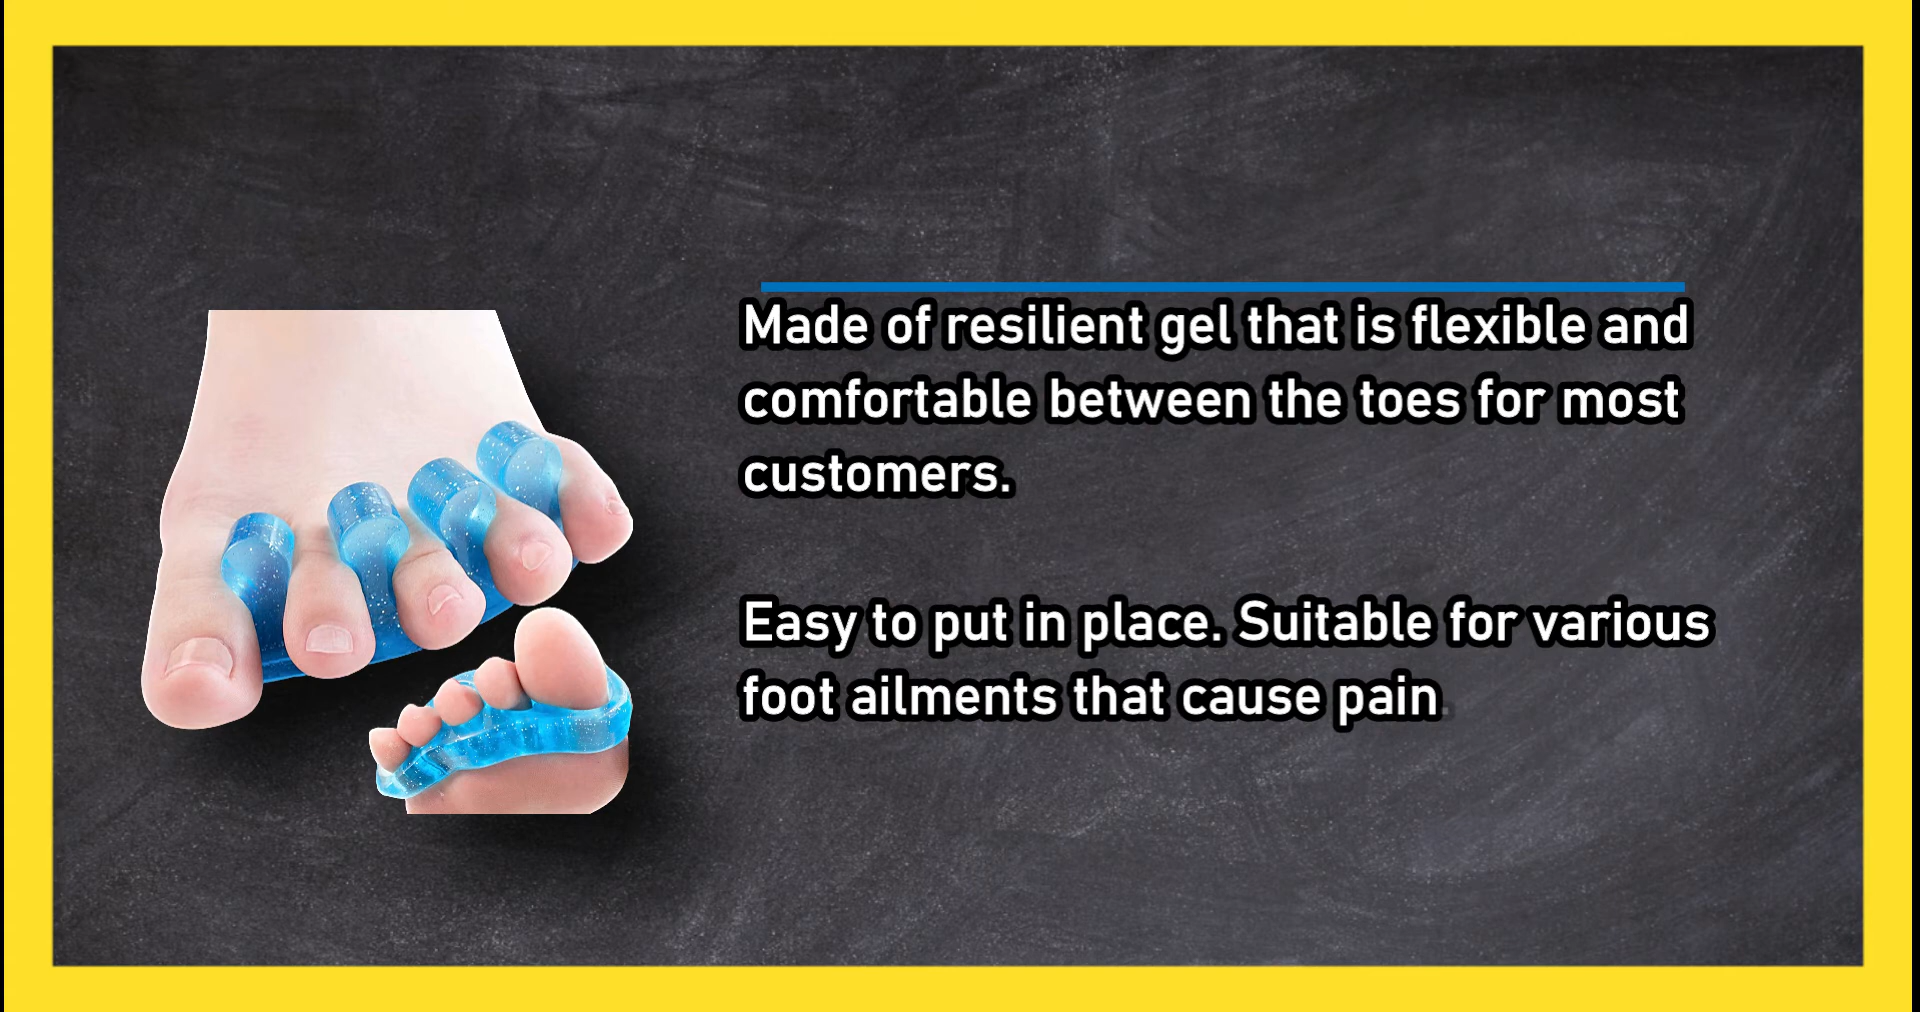 Made of resilient gel that is flexible and
comfortable between the toes for most
customers.
Easy to put in place. Suitable for various
foot ailments that cause pain.